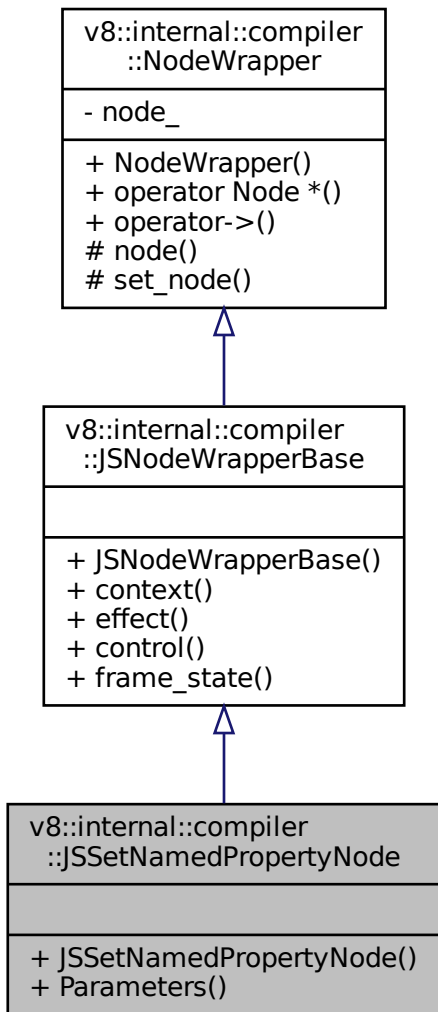 v8::internal::compiler
::NodeWrapper
- node_
+ NodeWrapper()
+ operator Node *()
+ operator->()
# node()
# set_node()
v8::internal::compiler
::JSNodeWrapperBase
+ JSNodeWrapperBase()
+ context()
+ effect()
+ control()
+ frame_state()
v8::internal::compiler
::JSSetNamedPropertyNode
+ JSSetNamedPropertyNode()
+ Parameters()